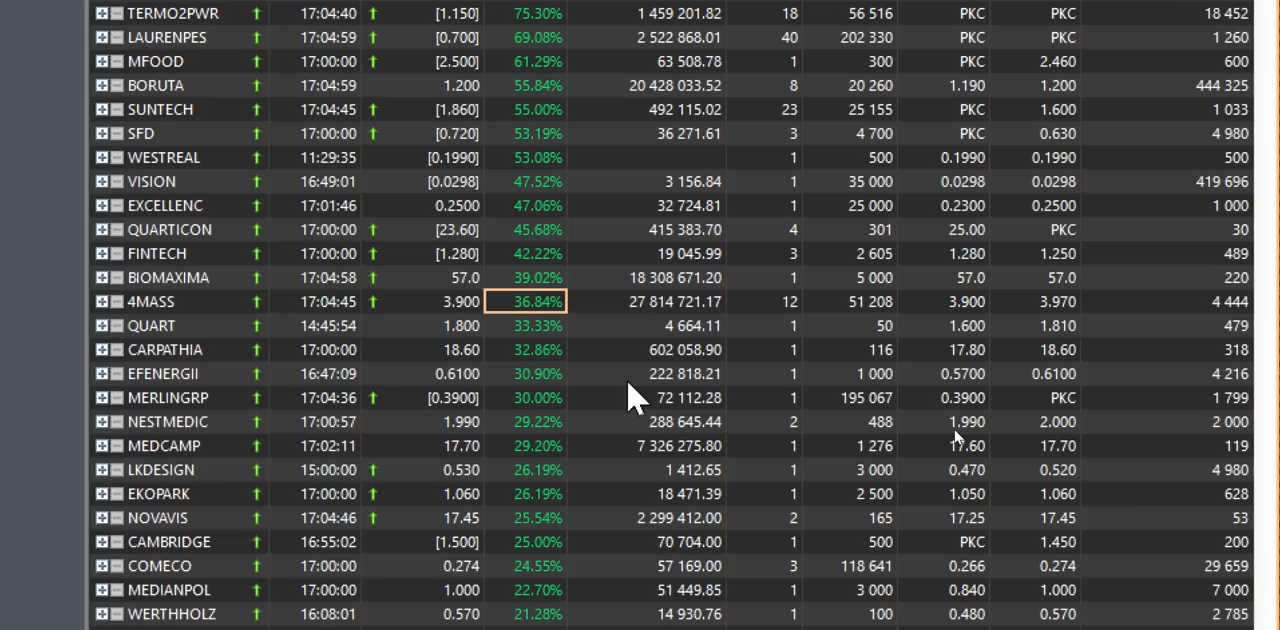 TERMO2PWR 17:04:40 [1.150] 75.30% 1 459 201.82 18 56 516 PKC PKC 18 452
LAURENPES 17:04:59 [0.700] 69.08% 2 522 868.01 40 202 330 PKC PKC 1 260
MFOOD 17:00:00 [2.500] 61.29% 63 508.78 1 300 PKC 2.460 600
BORUTA 17:04:59 1.200 55.84% 20 428 033.52 8 20 260 1.190 1.200 444 325
SUNTECH 17:04:45 [1.860] 55.00% 492 115.02 23 25 155 PKC 1.600 1 033
SFD 17:00:00 [0.720] 53.19% 36 271.61 3 4 700 PKC 0.630 4 980
WESTREAL 11:29:35 [0.1990] 53.08% 1 500 0.1990 0.1990 500
VISION 16:49:01 [0.0298] 47.52% 3 156.84 1 35 000 0.0298 0.0298 419 696
EXCELLENC 17:01:46 0.2500 47.06% 32 724.81 1 25 000 0.2300 0.2500 1 000
QUARTICON 17:00:00 [23.60] 45.68% 415 383.70 4 301 25.00 PKC 30
FINTECH 17:00:00 [1.280] 42.22% 19 045.99 3 2 605 1.280 1.250 489
BIOMAXIMA 17:04:58 57.0 39.02% 18 308 671.20 1 5 000 57.0 57.0 220
4MASS 17:04:45 3.900 36.84% 27 814 721.17 12 51 208 3.900 3.970 4 444
QUART 14:45:54 1.800 33.33% 4 664.11 1 50 1.600 1.810 479
CARPATHIA 17:00:00 18.60 32.86% 602 058.90 1 116 17.80 18.60 318
EFENERGII 16:47:09 0.6100 30.90% 222 818.21 1 1 000 0.5700 0.6100 4 216
MERLINGRP 17:04:36 [0.3900] 30.00% 72 112.28 1 195 067 0.3900 PKC 1 799
NESTMEDIC 17:00:57 1.990 29.22% 288 645.44 2 488 1.990 2.000 2 000
MEDCAMP 17:02:11 17.70 29.20% 7 326 275.80 1 1 276 17.60 17.70 119
LKDESIGN 15:00:00 0.530 26.19% 1 412.65 1 3 000 0.470 0.520 4 980
EKOPARK 17:00:00 1.060 26.19% 18 471.39 1 2 500 1.050 1.060 628
NOVAVIS 17:04:46 17.45 25.54% 2 299 412.00 2 165 17.25 17.45 53
CAMBRIDGE 16:55:02 [1.500] 25.00% 70 704.00 1 500 PKC 1.450 200
COMECO 17:00:00 0.274 24.55% 57 169.00 3 118 641 0.266 0.274 29 659
MEDIANPOL 17:00:00 1.000 22.70% 51 449.85 1 3 000 0.840 1.000 7 000
WERTHHOLZ 16:08:01 0.570 21.28% 14 930.76 1 100 0.480 0.570 2 785